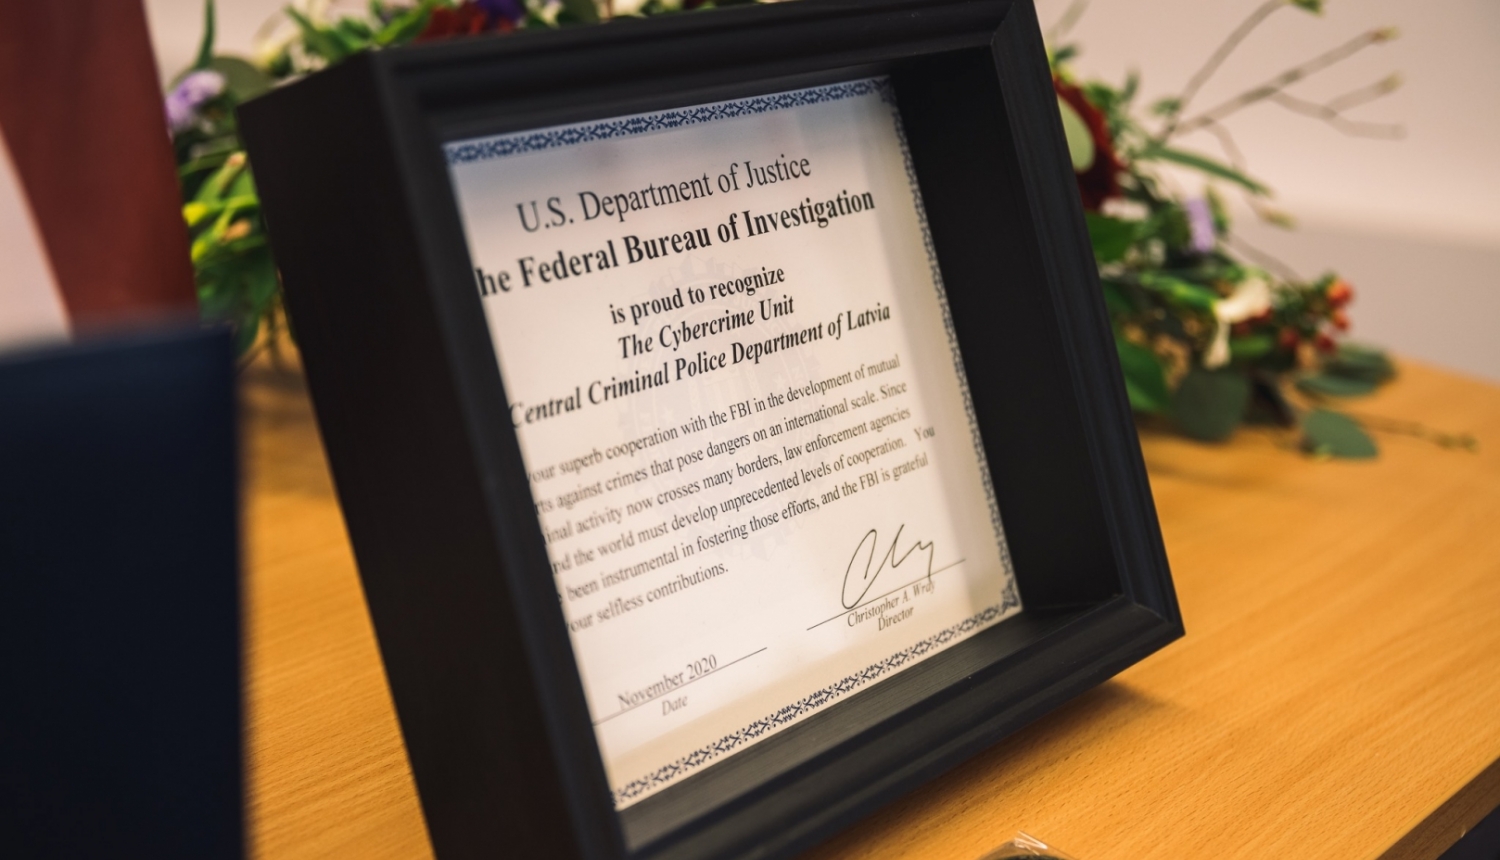 U.S. Department of Justice
he Federal Bureau of Investigation
is proud to recognize
The Cybercrime Unit
Central Criminal Police Department of Latvia
our superb cooperation with the FBI in the development of mutual
rts against crimes that pose dangers on an international scale. Since
inal activity now crosses many borders, law enforcement agencies
nd the world must develop unprecedented levels of cooperation. You
been instrumental in fostering those efforts, and the FBI is grateful
our selfless contributions.
Christopher A. Wray
Director
November 2020
Date